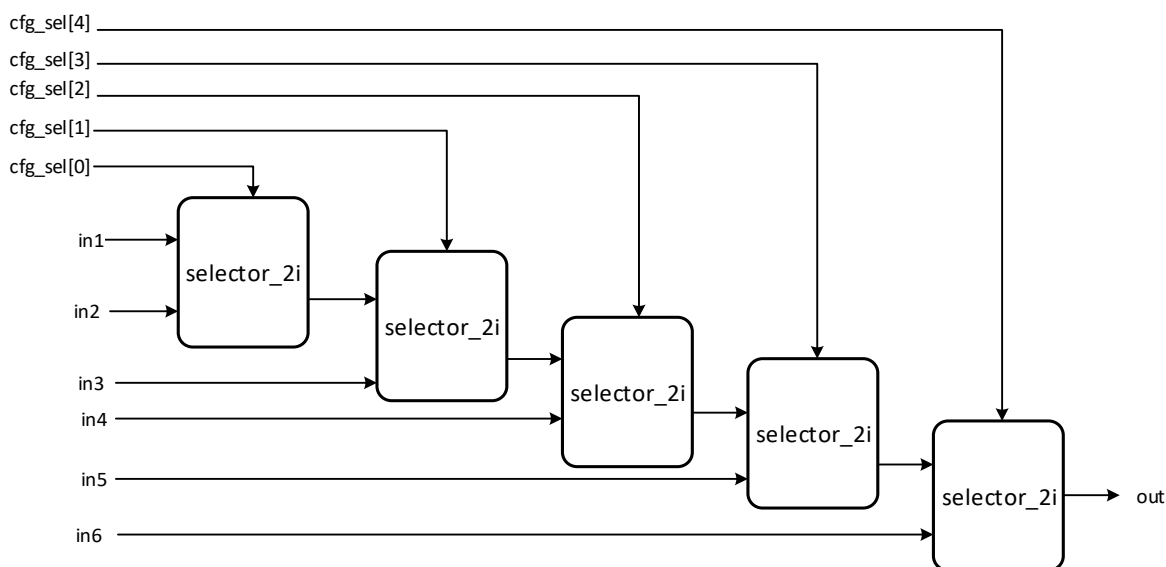 cfg_sel[4]
cfg_sel[3]
cfg_sel[2]
cfg_sel[1]
cfg_sel[0]
in1
selector_2i
in2
selector_2i
in3
selector_2i
in4
selector_2i
in5
selector_2i
out
in6